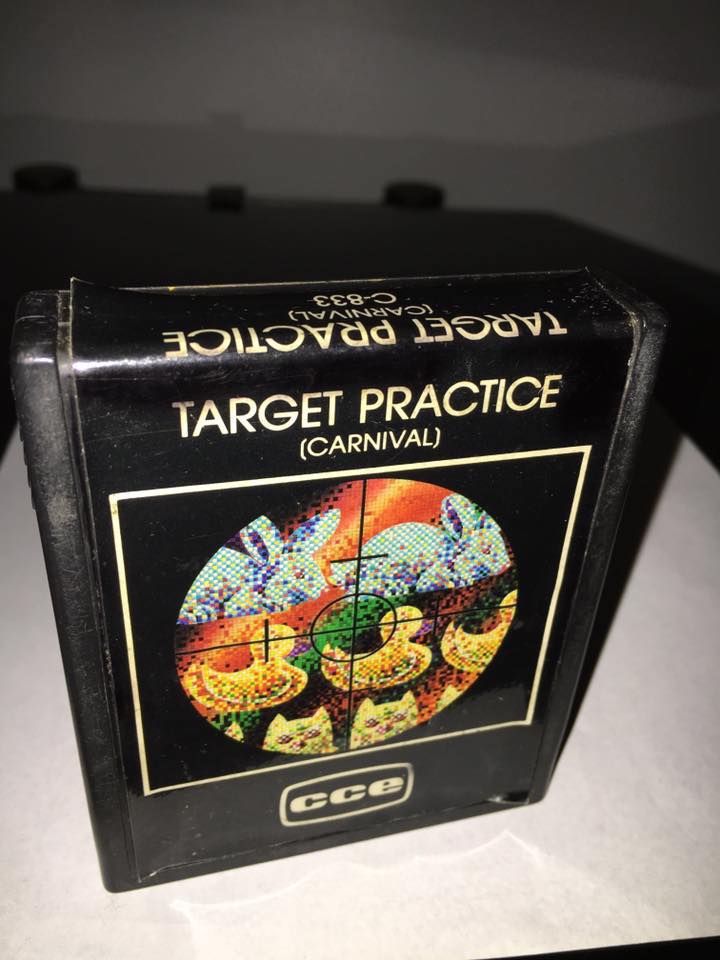 C-833
(CARNIVAL)
TARGET PRACTICE
TARGET PRACTICE
(CARNIVAL)
cce